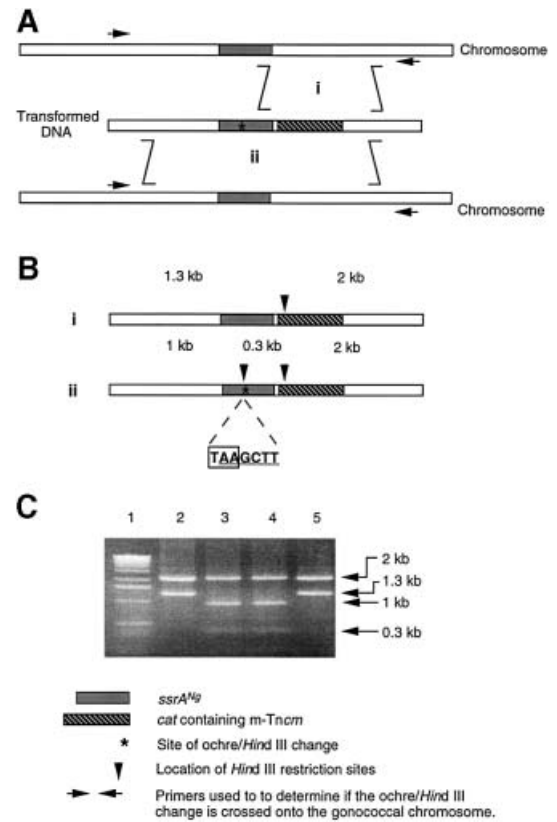 A
Chromosome
i
Transformed
DNA
*
ii
Chromosome
B
1.3 kb 2 kb
i
1 kb 0.3 kb 2 kb
ii
*
TAAGCTT
C
1 2 3 4 5
2 kb
1.3 kb
1 kb
0.3 kb
ssrA^Ng
cat containing m-Tncm
* Site of ochre/Hind III change
Location of Hind III restriction sites
Primers used to to determine if the ochre/Hind III
change is crossed onto the gonococcal chromosome.